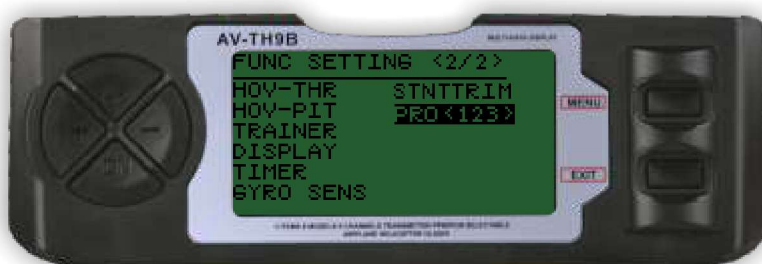 AV-TH9B
FUNC SETTING <2/2>
HOV-THR STNTTRIM
HOV-PIT PRO<123>
TRAINER
DISPLAY
TIMER
GYRO SENS
MENU
EXIT